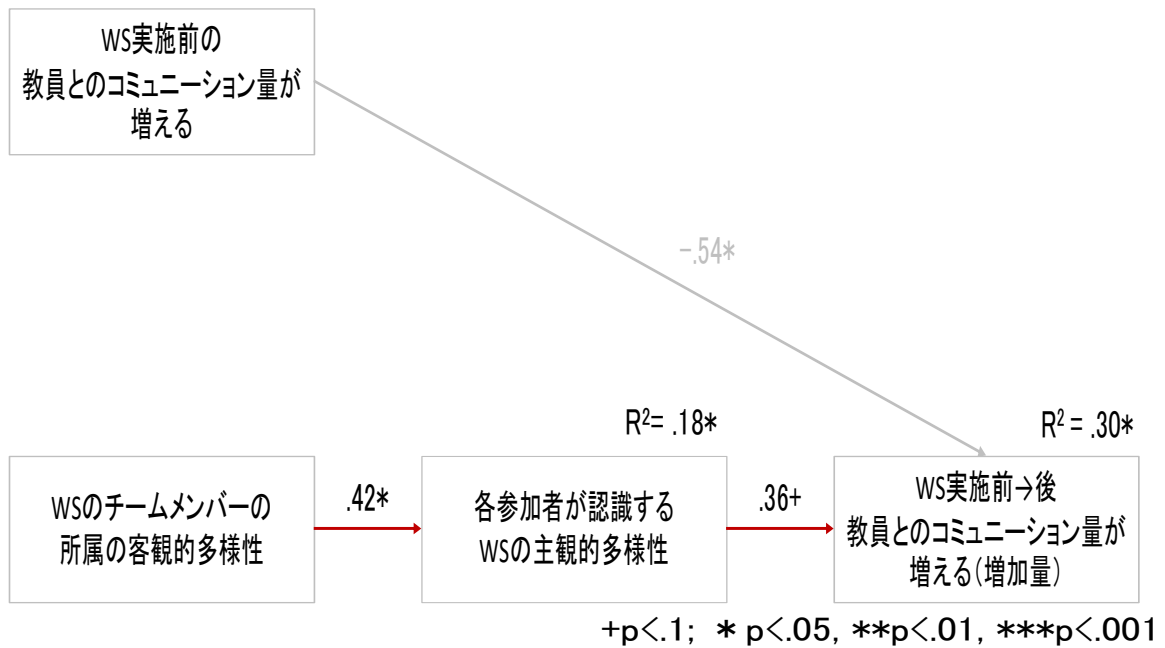 WS実施前の
教員とのコミュニーション量が
増える
-.54*
R²= .18*
R² = .30*
WSのチームメンバーの
所属の客観的多様性
.42*
各参加者が認識する
WSの主観的多様性
.36+
WS実施前→後
教員とのコミュニーション量が
増える(増加量)
+p<.1; * p<.05, **p<.01, ***p<.001